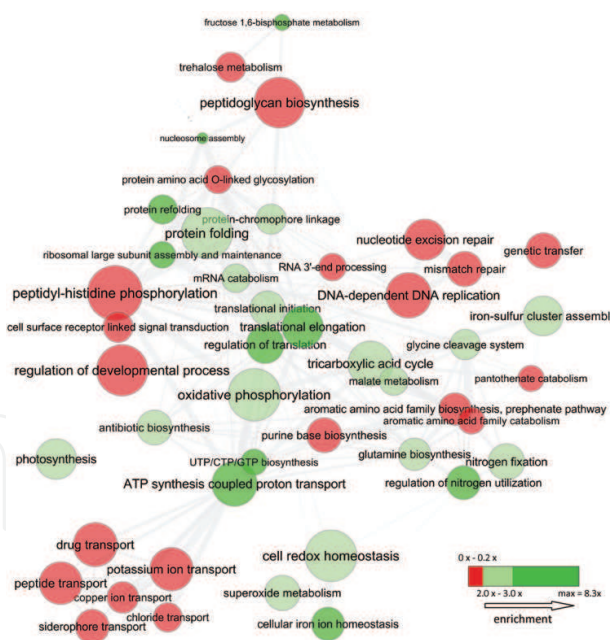 fructose 1,6-bisphosphate metabolism
trehalose metabolism
peptidoglycan biosynthesis
nucleosome assembly
protein amino acid O-linked glycosylation
protein refolding
protein-chromophore linkage
protein folding
nucleotide excision repair
genetic transfer
ribosomal large subunit assembly and maintenance
RNA 3'-end processing
mismatch repair
mRNA catabolism
peptidyl-histidine phosphorylation
DNA-dependent DNA replication
translational initiation
iron-sulfur cluster assembl
cell surface receptor linked signal transduction
translational elongation
regulation of translation
glycine cleavage system
tricarboxylic acid cycle
regulation of developmental process
malate metabolism
pantothenate catabolism
oxidative phosphorylation
aromatic amino acid family biosynthesis, prephenate pathway
aromatic amino acid family catabolism
antibiotic biosynthesis
purine base biosynthesis
photosynthesis
glutamine biosynthesis
UTP/CTP/GTP biosynthesis
nitrogen fixation
ATP synthesis coupled proton transport
regulation of nitrogen utilization
drug transport
cell redox homeostasis
0 x - 0.2 x
potassium ion transport
peptide transport
superoxide metabolism
copper ion transport
2.0 x - 3.0 x
max = 8.3x
chloride transport
enrichment
siderophore transport
cellular iron ion homeostasis